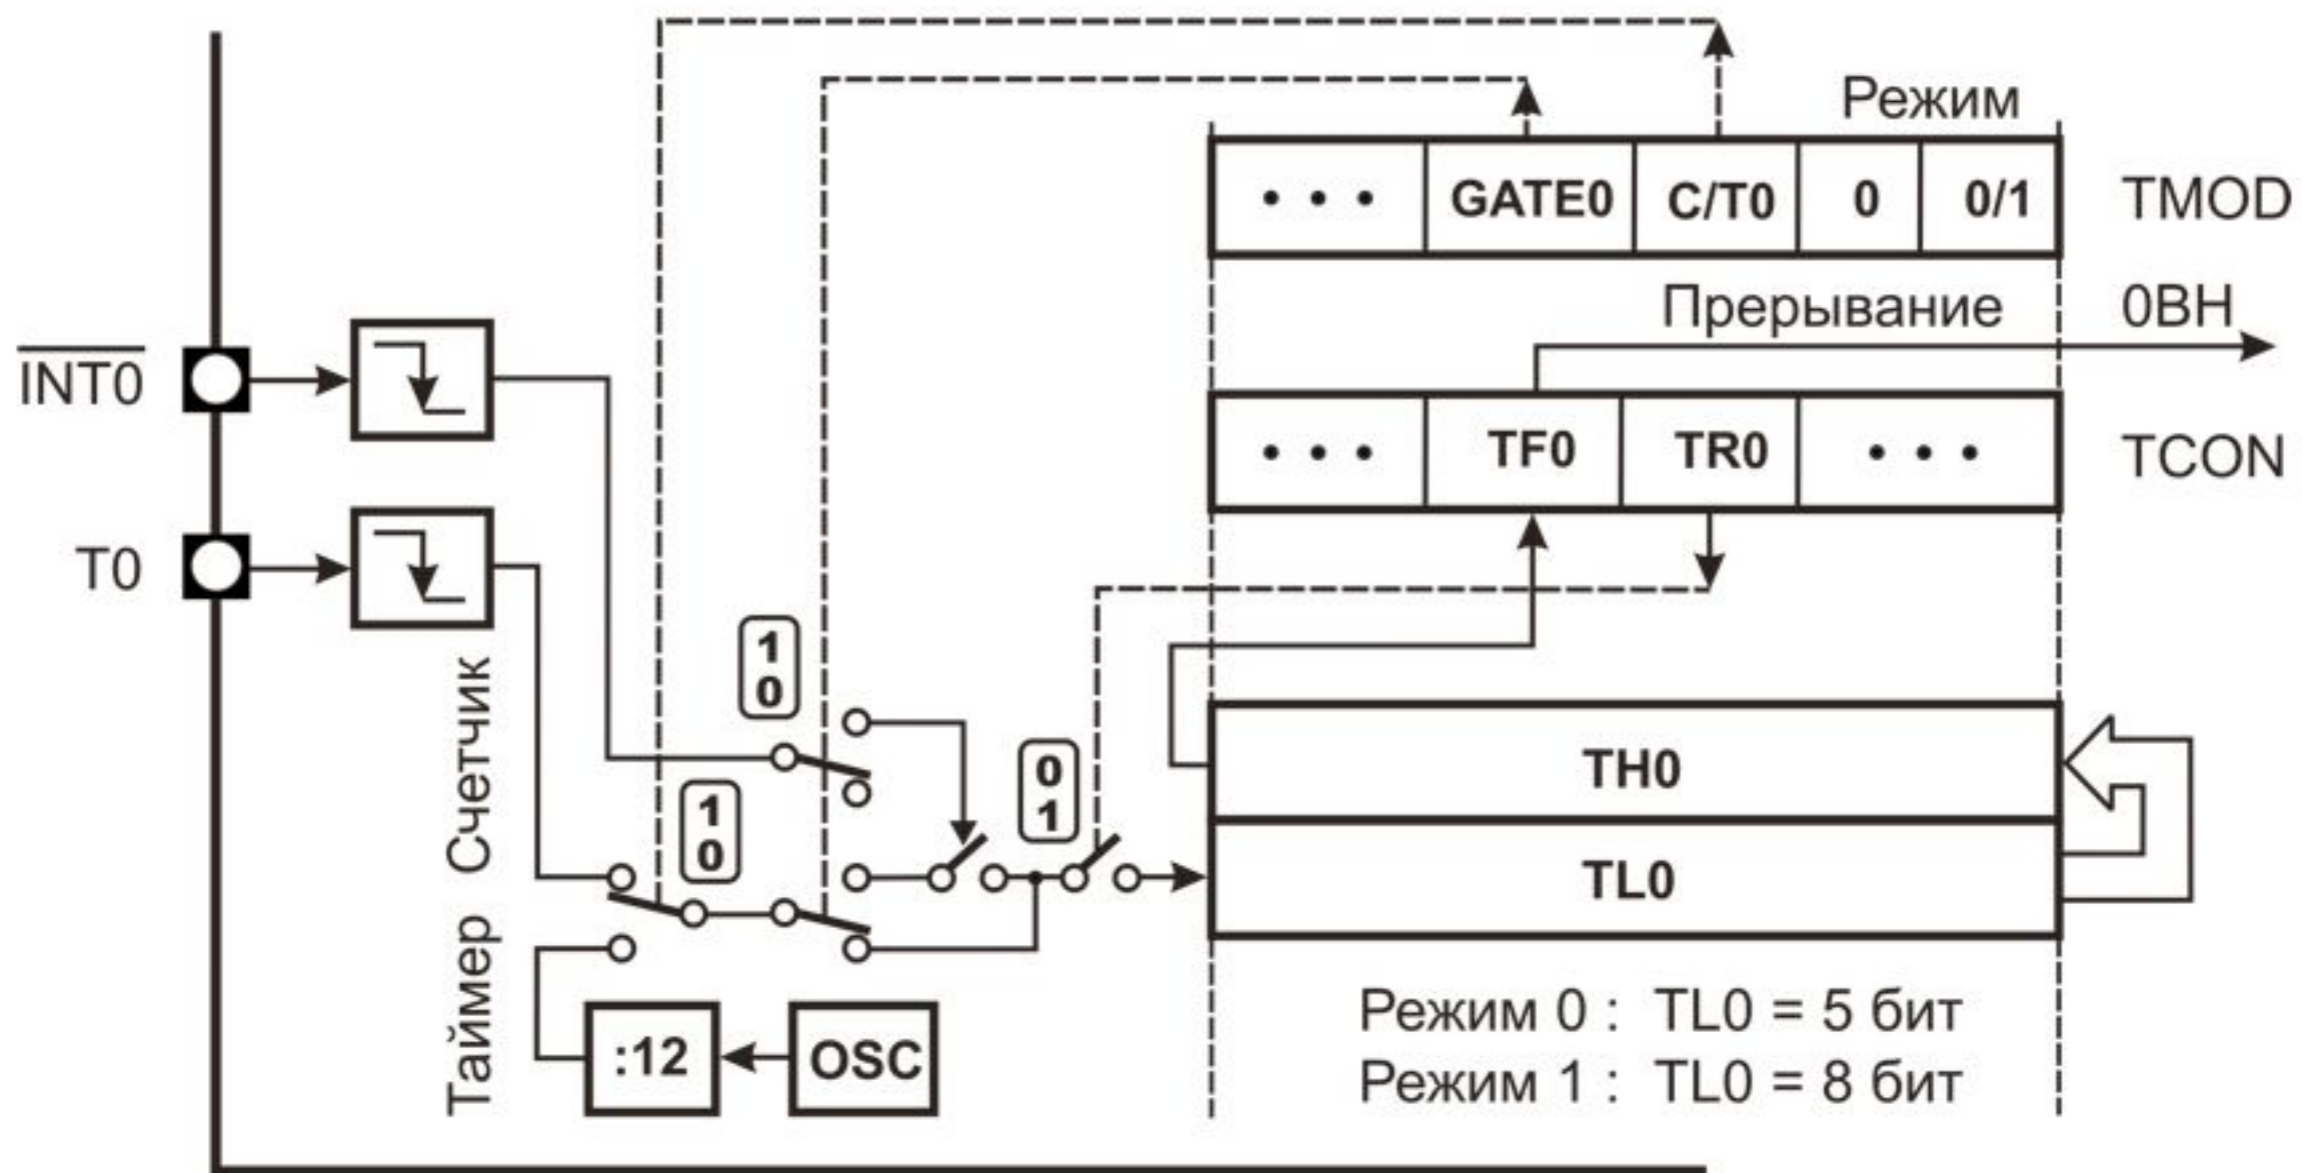 Режим
• • • GATE0 C/T0 0 0/1 TMOD
Прерывание 0BH
INT0
• • • TF0 TR0 • • • TCON
T0
1
0
0
1
1
0
Таймер Счетчик
TH0
TL0
:12 OSC
Режим 0 : TL0 = 5 бит
Режим 1 : TL0 = 8 бит